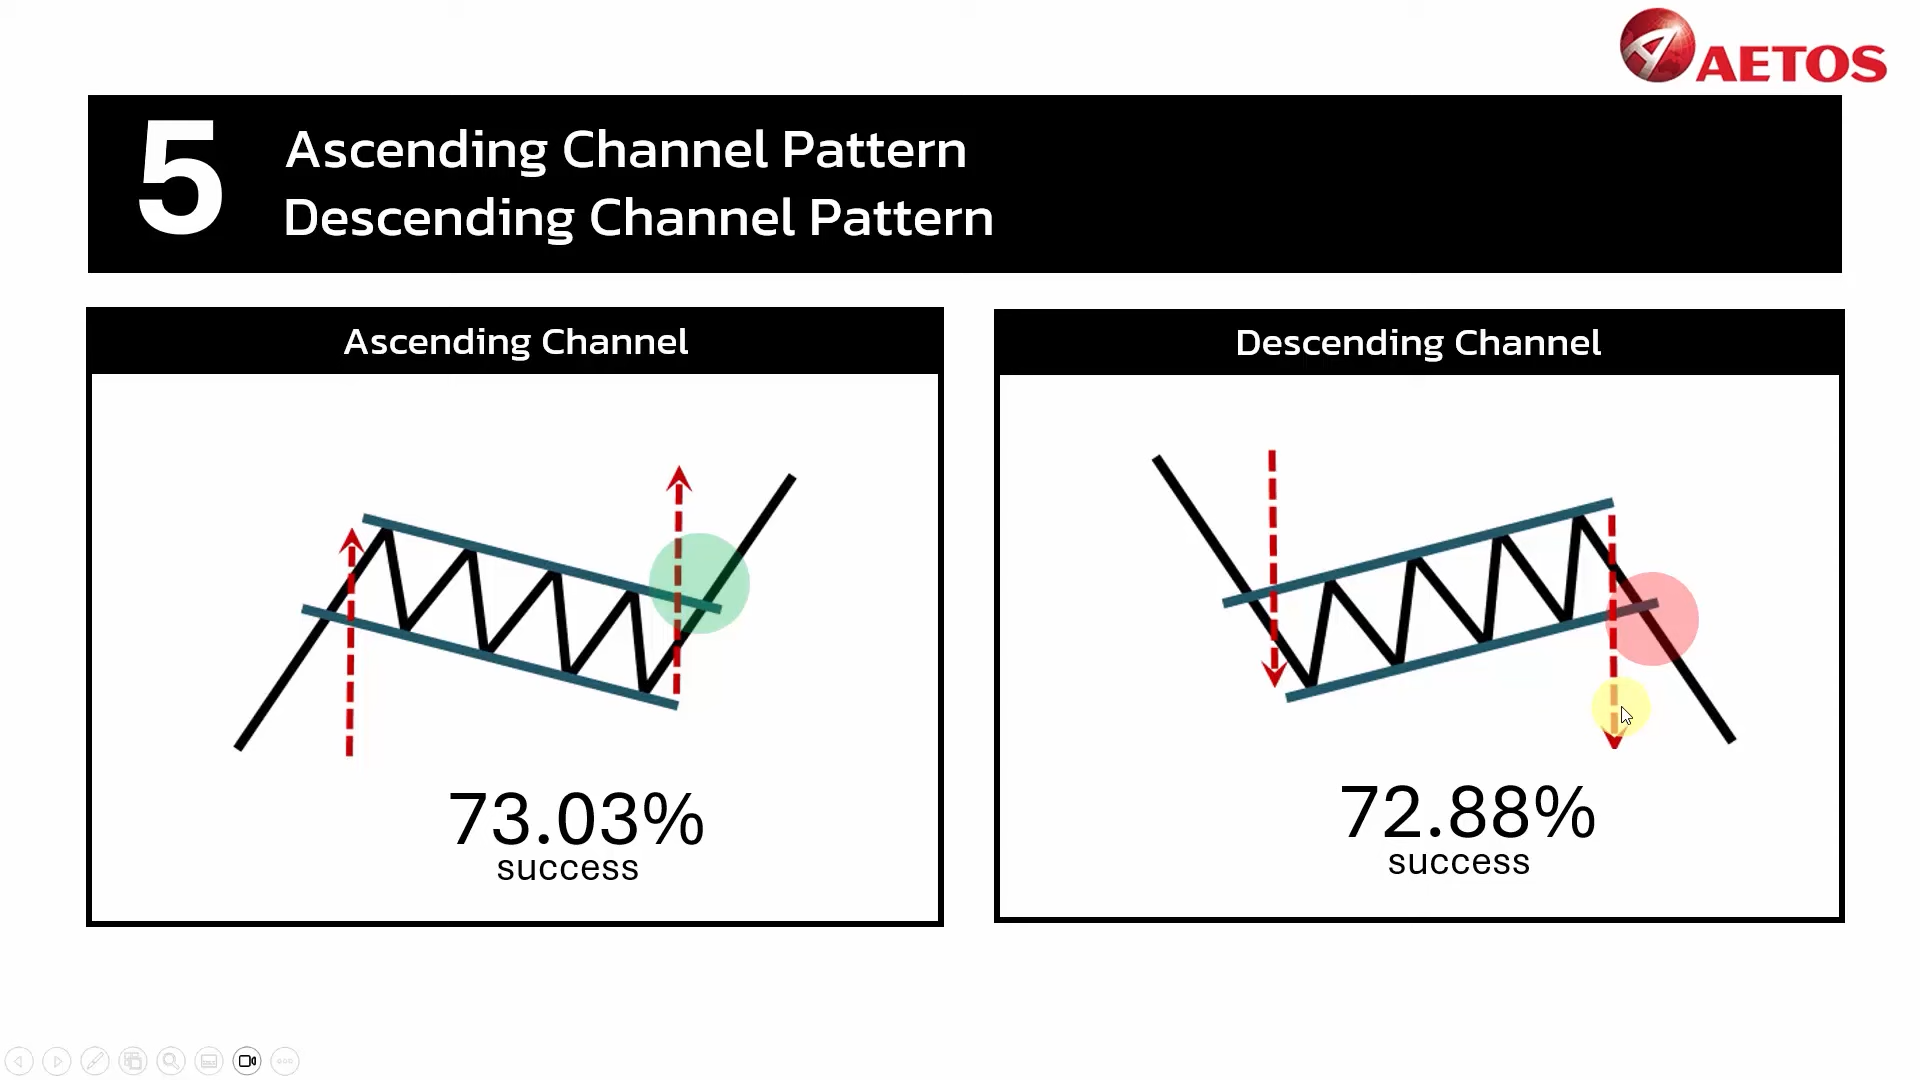 AETOS
5
Ascending Channel Pattern
Descending Channel Pattern
Ascending Channel
73.03%
success
Descending Channel
72.88%
success